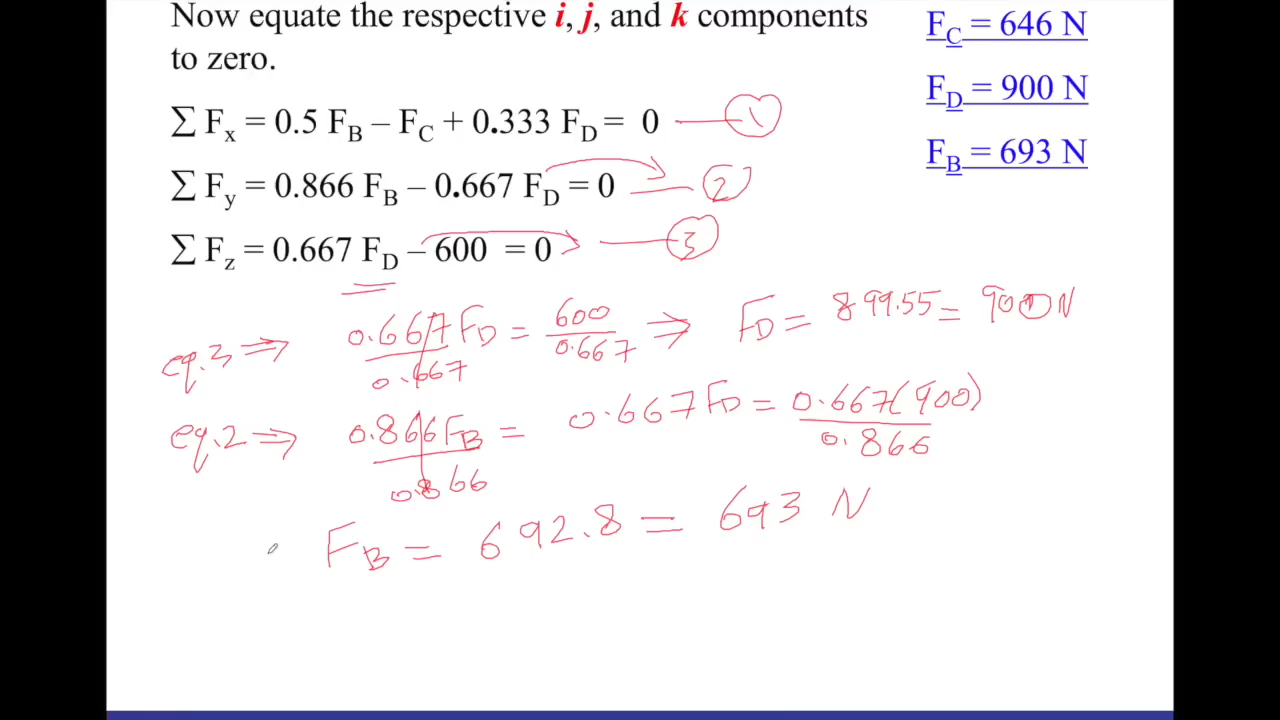 Now equate the respective i, j, and k components
to zero.
F_C = 646 N
F_D = 900 N
F_B = 693 N
∑ F_x = 0.5 F_B – F_C + 0.333 F_D = 0 — ①
∑ F_y = 0.866 F_B – 0.667 F_D = 0 — ②
∑ F_z = 0.667 F_D – 600 = 0 — ③
eq.3 ⇒ 0.667 F_D / 0.667 = 600 / 0.667 ⇒ F_D = 899.55 = 900 N
eq.2 ⇒ 0.866 F_B / 0.866 = 0.667 F_D = 0.667(900) / 0.866
F_B = 692.8 = 693 N